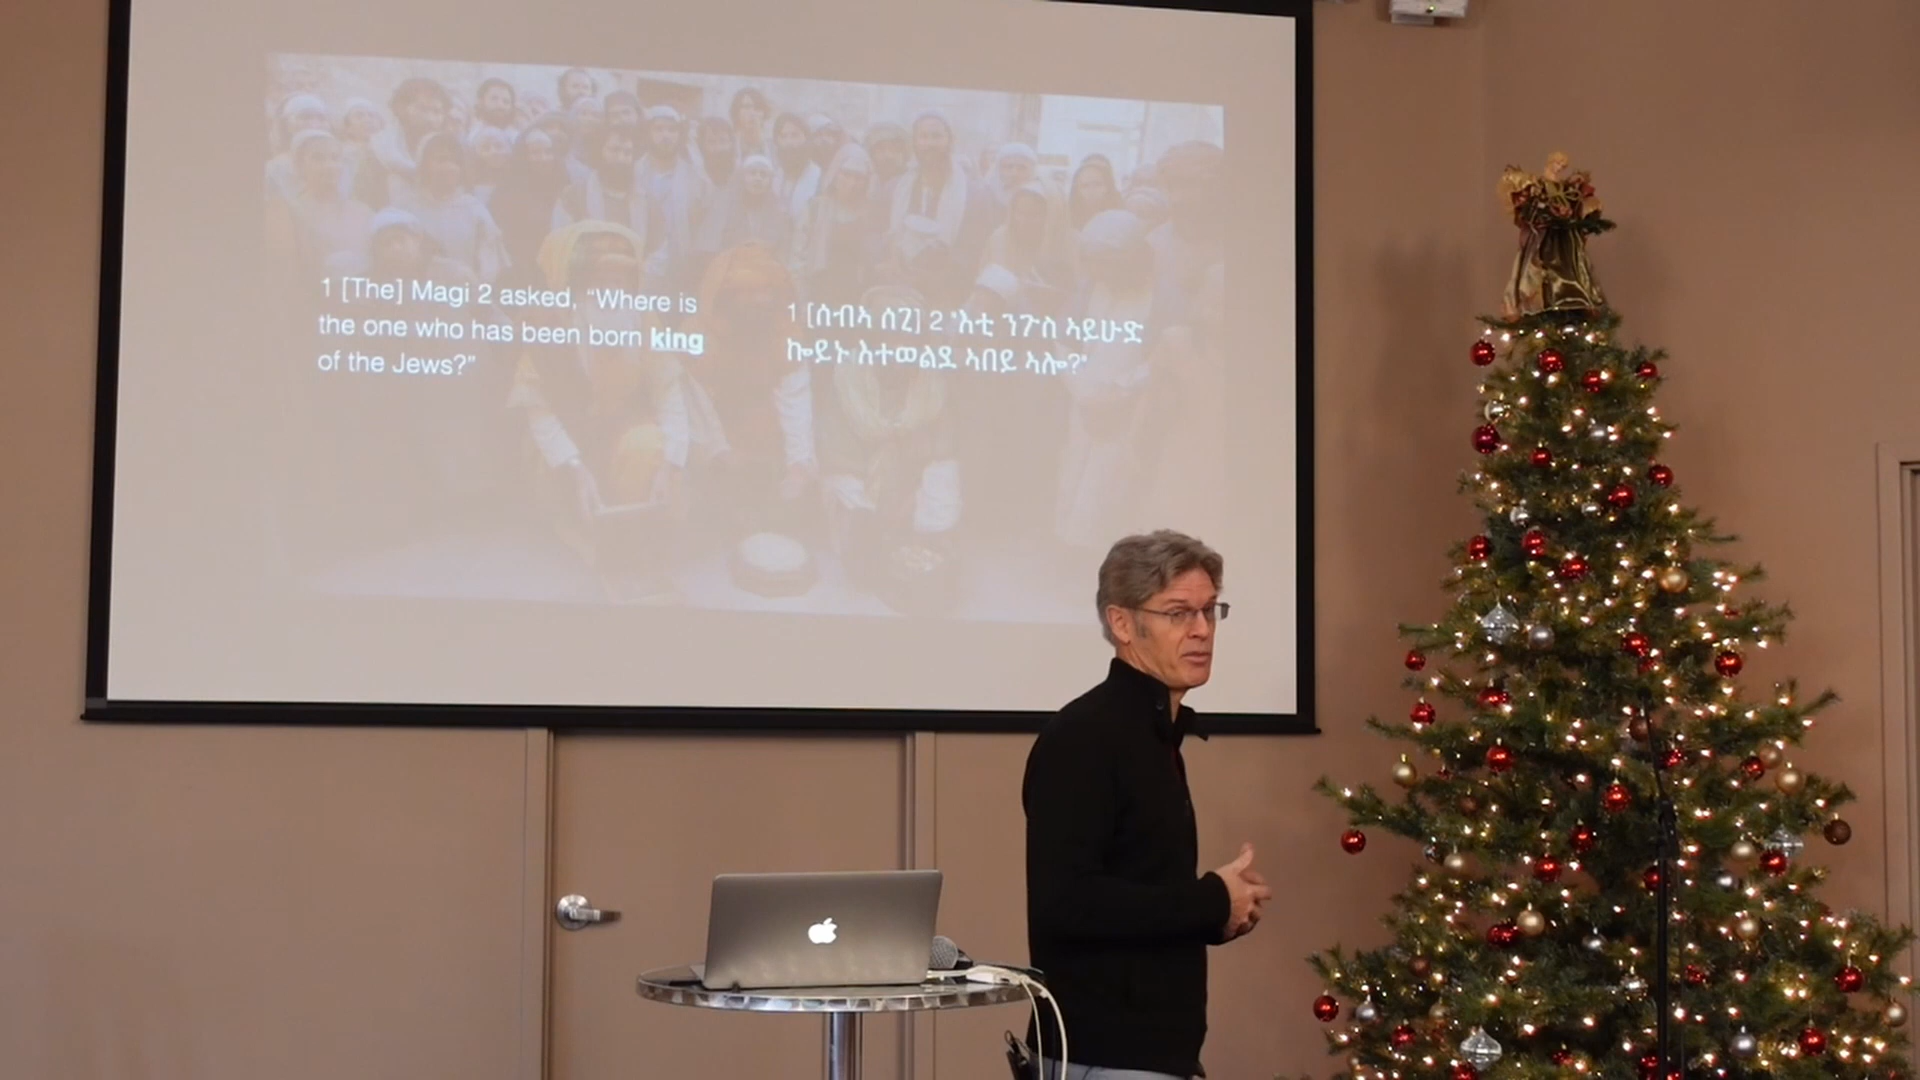 1 [The] Magi 2 asked, “Where is
the one who has been born king
of the Jews?”
1 [ሰብኣ ሰጊ] 2 "እቲ ንጉስ ኣይሁድ
ኰይኑ እተወልደ ኣበይ ኣሎ?"